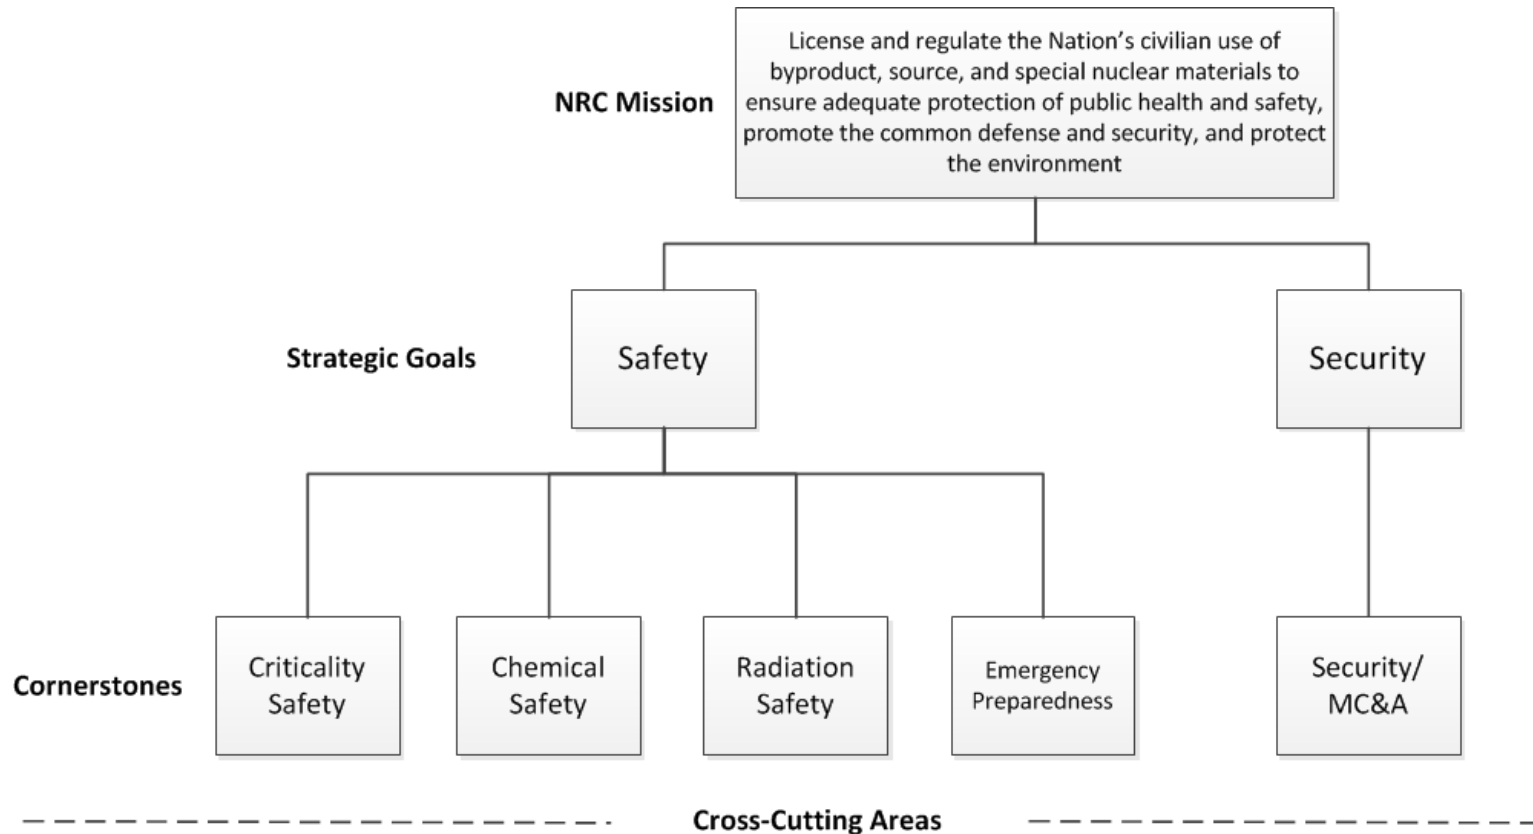 License and regulate the Nation’s civilian use of
byproduct, source, and special nuclear materials to
ensure adequate protection of public health and safety,
promote the common defense and security, and protect
the environment
NRC Mission
Strategic Goals
Safety
Security
Cornerstones
Criticality
Safety
Chemical
Safety
Radiation
Safety
Emergency
Preparedness
Security/
MC&A
Cross-Cutting Areas